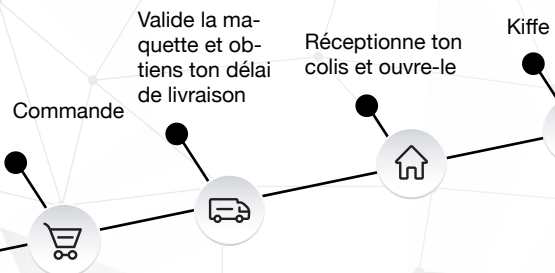 Commande
Valide la ma-
quette et ob-
tiens ton délai
de livraison
Réceptionne ton
colis et ouvre-le
Kiffe